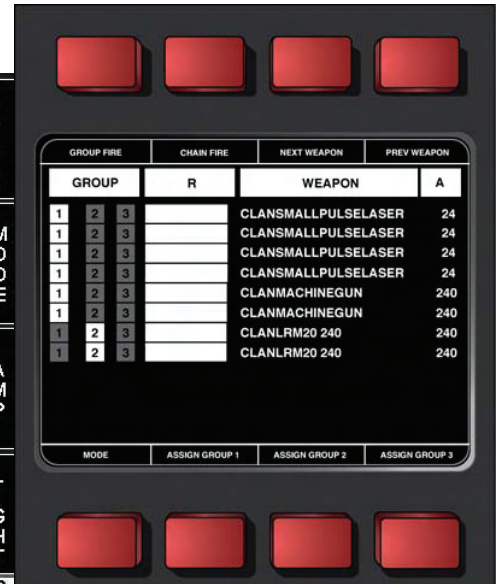 GROUP FIRE CHAIN FIRE NEXT WEAPON PREV WEAPON
GROUP R WEAPON A
1 2 3 CLANSMALLPULSELASER 24
1 2 3 CLANSMALLPULSELASER 24
1 2 3 CLANSMALLPULSELASER 24
1 2 3 CLANSMALLPULSELASER 24
1 2 3 CLANMACHINEGUN 240
1 2 3 CLANMACHINEGUN 240
1 2 3 CLANLRM20 240 240
1 2 3 CLANLRM20 240 240
MODE ASSIGN GROUP 1 ASSIGN GROUP 2 ASSIGN GROUP 3